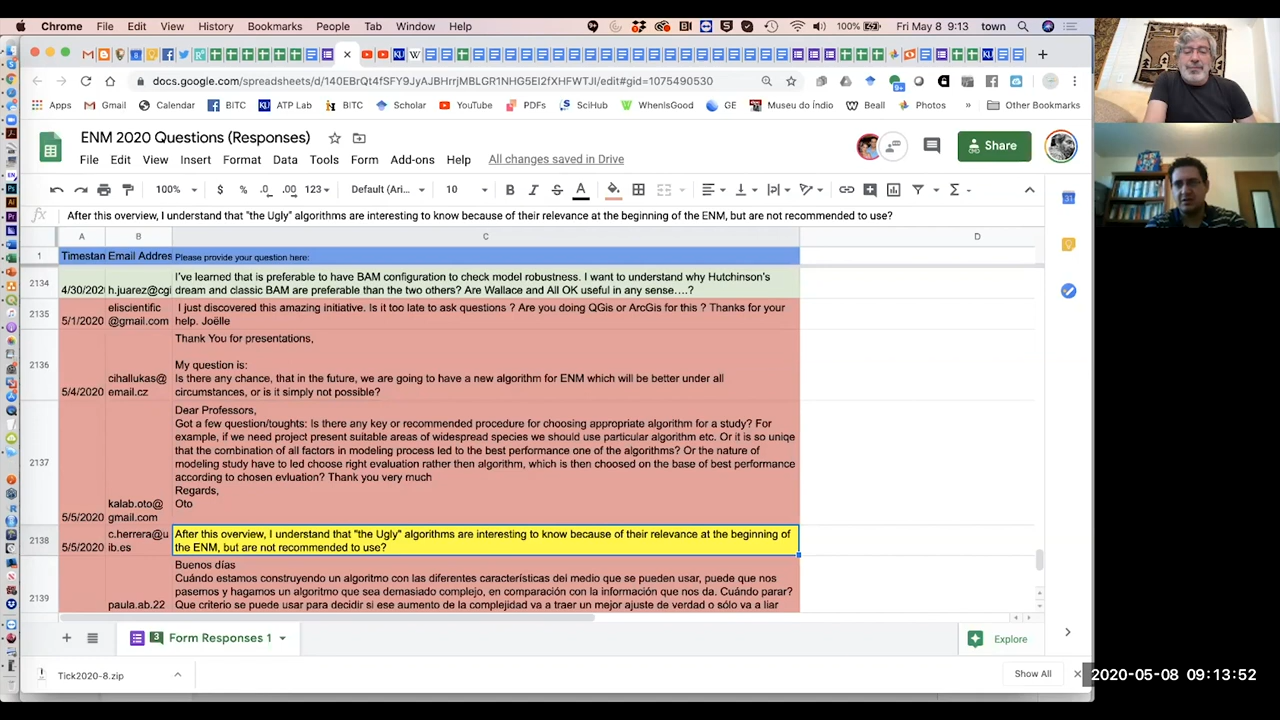 Chrome File Edit View History Bookmarks People Tab Window Help 100% Fri May 8 9:13 town
docs.google.com/spreadsheets/d/140EBrQt4fSFY9JyAJBHrrjMBLGR1NHG5EI2fXHFWTJI/edit#gid=1075490530
Apps Gmail Calendar BITC ATP Lab BITC Scholar YouTube PDFs SciHub WhenIsGood GE Museu do Índio Beall Photos » Other Bookmarks
ENM 2020 Questions (Responses)
File Edit View Insert Format Data Tools Form Add-ons Help All changes saved in Drive
Share
100% $ % .0 .00 123 Default (Ari... 10 B I S A
fx After this overview, I understand that "the Ugly" algorithms are interesting to know because of their relevance at the beginning of the ENM, but are not recommended to use?
A B C D
1 Timestan Email Addres Please provide your question here:
2134 4/30/202 h.juarez@cgi
I've learned that is preferable to have BAM configuration to check model robustness. I want to understand why Hutchinson's
dream and classic BAM are preferable than the two others? Are Wallace and All OK useful in any sense….?
2135 5/1/2020 eliscientific
@gmail.com
I just discovered this amazing initiative. Is it too late to ask questions ? Are you doing QGis or ArcGis for this ? Thanks for your
help. Joëlle
2136 5/4/2020 cihallukas@
email.cz
Thank You for presentations,
My question is:
Is there any chance, that in the future, we are going to have a new algorithm for ENM which will be better under all
circumstances, or is it simply not possible?
2137 5/5/2020 kalab.oto@
gmail.com
Dear Professors,
Got a few question/toughts: Is there any key or recommended procedure for choosing appropriate algorithm for a study? For
example, if we need project present suitable areas of widespread species we should use particular algorithm etc. Or it is so uniqe
that the combination of all factors in modeling process led to the best performance one of the algorithms? Or the nature of
modeling study have to led choose right evaluation rather then algorithm, which is then choosed on the base of best performance
according to chosen evluation? Thank you very much
Regards,
Oto
2138 5/5/2020 c.herrera@u
ib.es
After this overview, I understand that "the Ugly" algorithms are interesting to know because of their relevance at the beginning of
the ENM, but are not recommended to use?
2139 paula.ab.22
Buenos días
Cuándo estamos construyendo un algoritmo con las diferentes características del medio que se pueden usar, puede que nos
pasemos y hagamos un algoritmo que sea demasiado complejo, en comparación con la información que nos da. Cuándo parar?
Que criterio se puede usar para decidir si ese aumento de la complejidad va a traer un mejor ajuste de verdad o sólo va a liar
3 Form Responses 1 Explore
Tick2020-8.zip Show All
2020-05-08 09:13:52